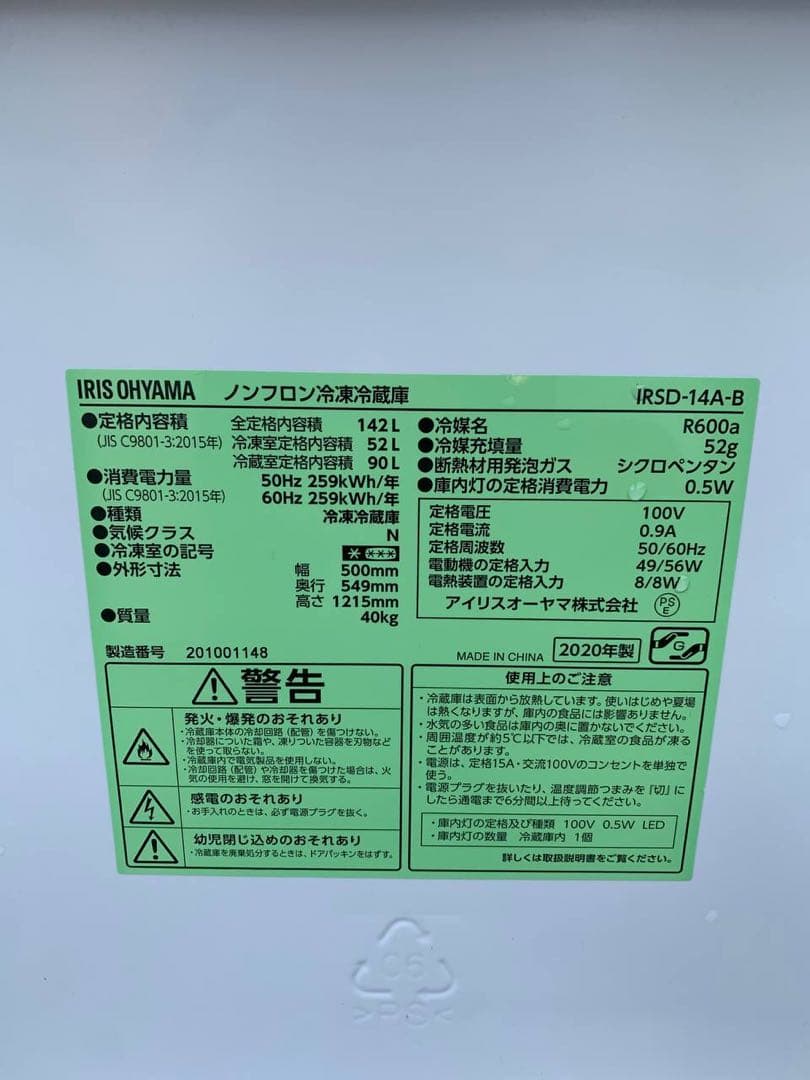 IRIS OHYAMA ノンフロン冷凍冷蔵庫 IRSD-14A-B
●定格内容積 全定格内容積 142L
(JIS C9801-3:2015年) 冷凍室定格内容積 52L
冷蔵室定格内容積 90L
●消費電力量 50Hz 259kWh/年
(JIS C9801-3:2015年) 60Hz 259kWh/年
●種類 冷凍冷蔵庫
●気候クラス N
●冷凍室の記号
●外形寸法 幅 500mm
奥行 549mm
高さ 1215mm
●質量 40kg
製造番号 201001148
●冷媒名 R600a
●冷媒充填量 52g
●断熱材用発泡ガス シクロペンタン
●庫内灯の定格消費電力 0.5W
定格電圧 100V
定格電流 0.9A
定格周波数 50/60Hz
電動機の定格入力 49/56W
電熱装置の定格入力 8/8W
アイリスオーヤマ株式会社 PSE
MADE IN CHINA 2020年製 G
警告
発火・爆発のおそれあり
・冷蔵庫本体の冷却回路（配管）を傷つけない。
・冷却器についた霜や、凍りついた容器を刃物など
を使って取らない。
・冷蔵庫内で電気製品を使用しない。
・冷却回路（配管）や冷却器を傷つけた場合は、火
気の使用を避け、窓を開けて換気する。
感電のおそれあり
・お手入れのときは、必ず電源プラグを抜く。
幼児閉じ込めのおそれあり
・冷蔵庫を廃棄処分するときは、ドアパッキンをはずす。
使用上のご注意
・冷蔵庫は表面から放熱しています。使いはじめや夏場
は熱くなりますが、庫内の食品には影響ありません。
・水気の多い食品は庫内の奥に置かないでください。
・周囲温度が約5℃以下では、冷蔵室の食品が凍る
ことがあります。
・電源は、定格15A・交流100Vのコンセントを単独で
使う。
・電源プラグを抜いたり、温度調節つまみを「切」に
したら通電まで6分間以上待ってください。
・庫内灯の定格及び種類 100V 0.5W LED
・庫内灯の数量 冷蔵庫内 1個
詳しくは取扱説明書をご覧ください。
06
>PS<